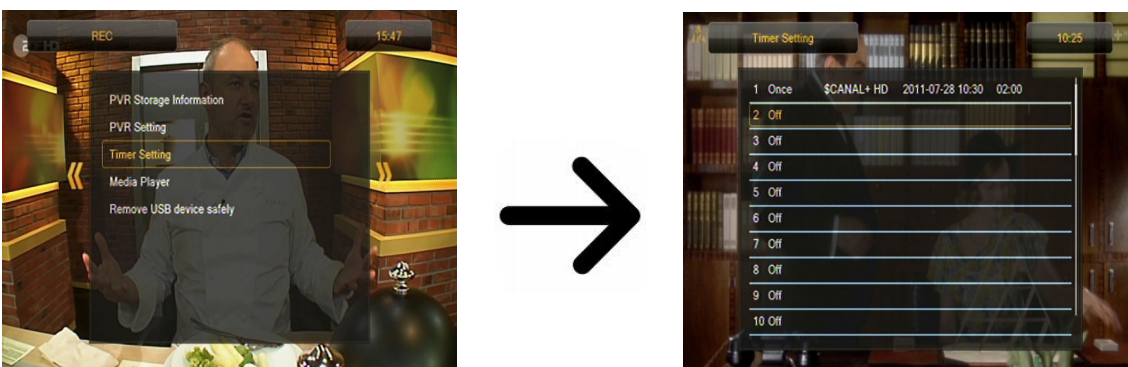 REC
15:47
PVR Storage Information
PVR Setting
Timer Setting
Media Player
Remove USB device safely
Timer Setting
10:25
1 Once $CANAL+ HD 2011-07-28 10:30 02:00
2 Off
3 Off
4 Off
5 Off
6 Off
7 Off
8 Off
9 Off
10 Off